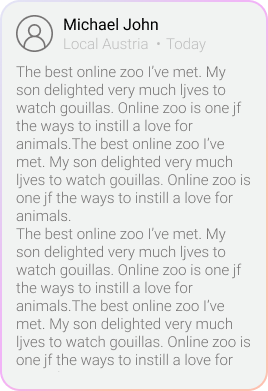 Michael John
Local Austria • Today
The best online zoo I've met. My
son delighted very much ljves to
watch gouillas. Online zoo is one jf
the ways to instill a love for
animals.The best online zoo I've
met. My son delighted very much
ljves to watch gouillas. Online zoo is
one jf the ways to instill a love for
animals.
The best online zoo I've met. My
son delighted very much ljves to
watch gouillas. Online zoo is one jf
the ways to instill a love for
animals.The best online zoo I've
met. My son delighted very much
ljves to watch gouillas. Online zoo is
one jf the ways to instill a love for